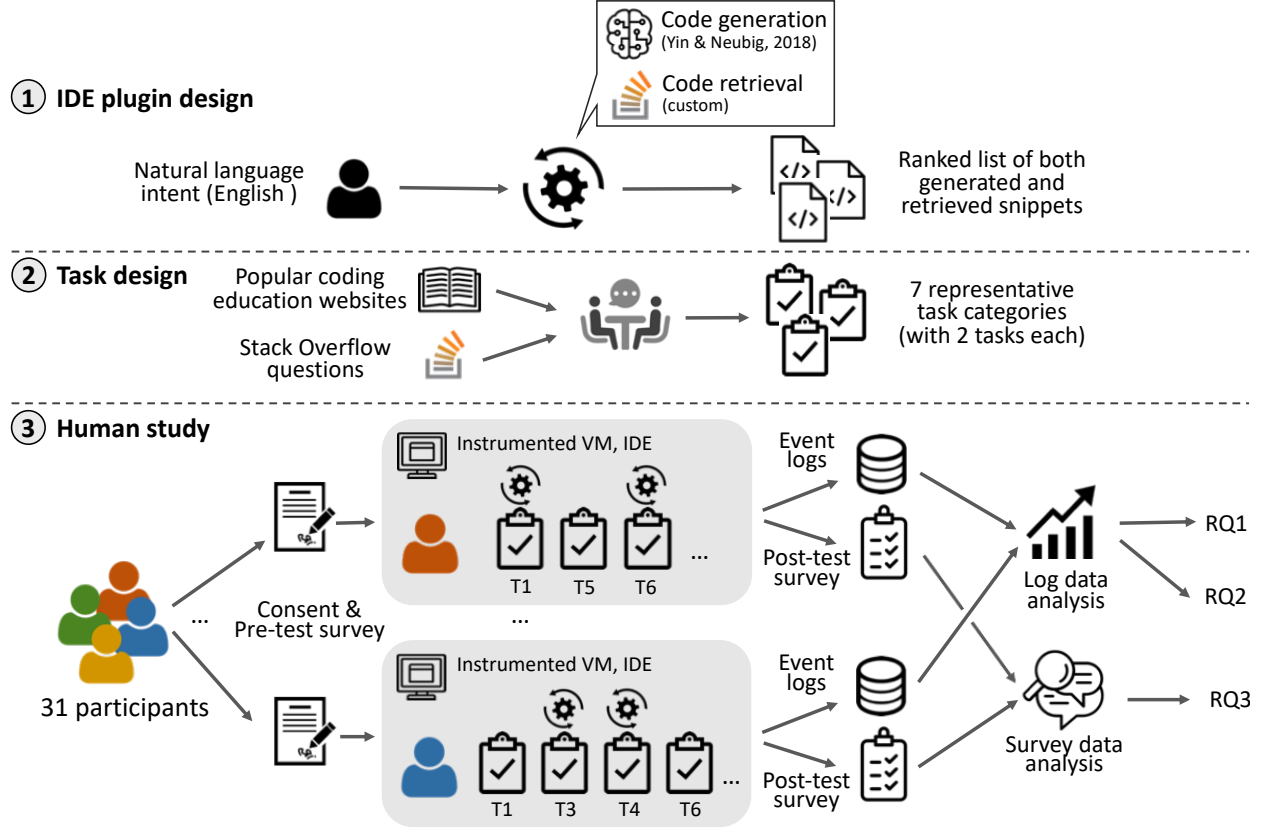 Code generation
(Yin & Neubig, 2018)
Code retrieval
(custom)
1 IDE plugin design
Natural language
intent (English )
</>
</>
</>
Ranked list of both
generated and
retrieved snippets
2 Task design
Popular coding
education websites
Stack Overflow
questions
7 representative
task categories
(with 2 tasks each)
3 Human study
31 participants
...
Consent &
Pre-test survey
Instrumented VM, IDE
T1
T5
T6
...
...
Instrumented VM, IDE
T1
T3
T4
T6
...
Event
logs
Post-test
survey
Event
logs
Post-test
survey
Log data
analysis
Survey data
analysis
RQ1
RQ2
RQ3